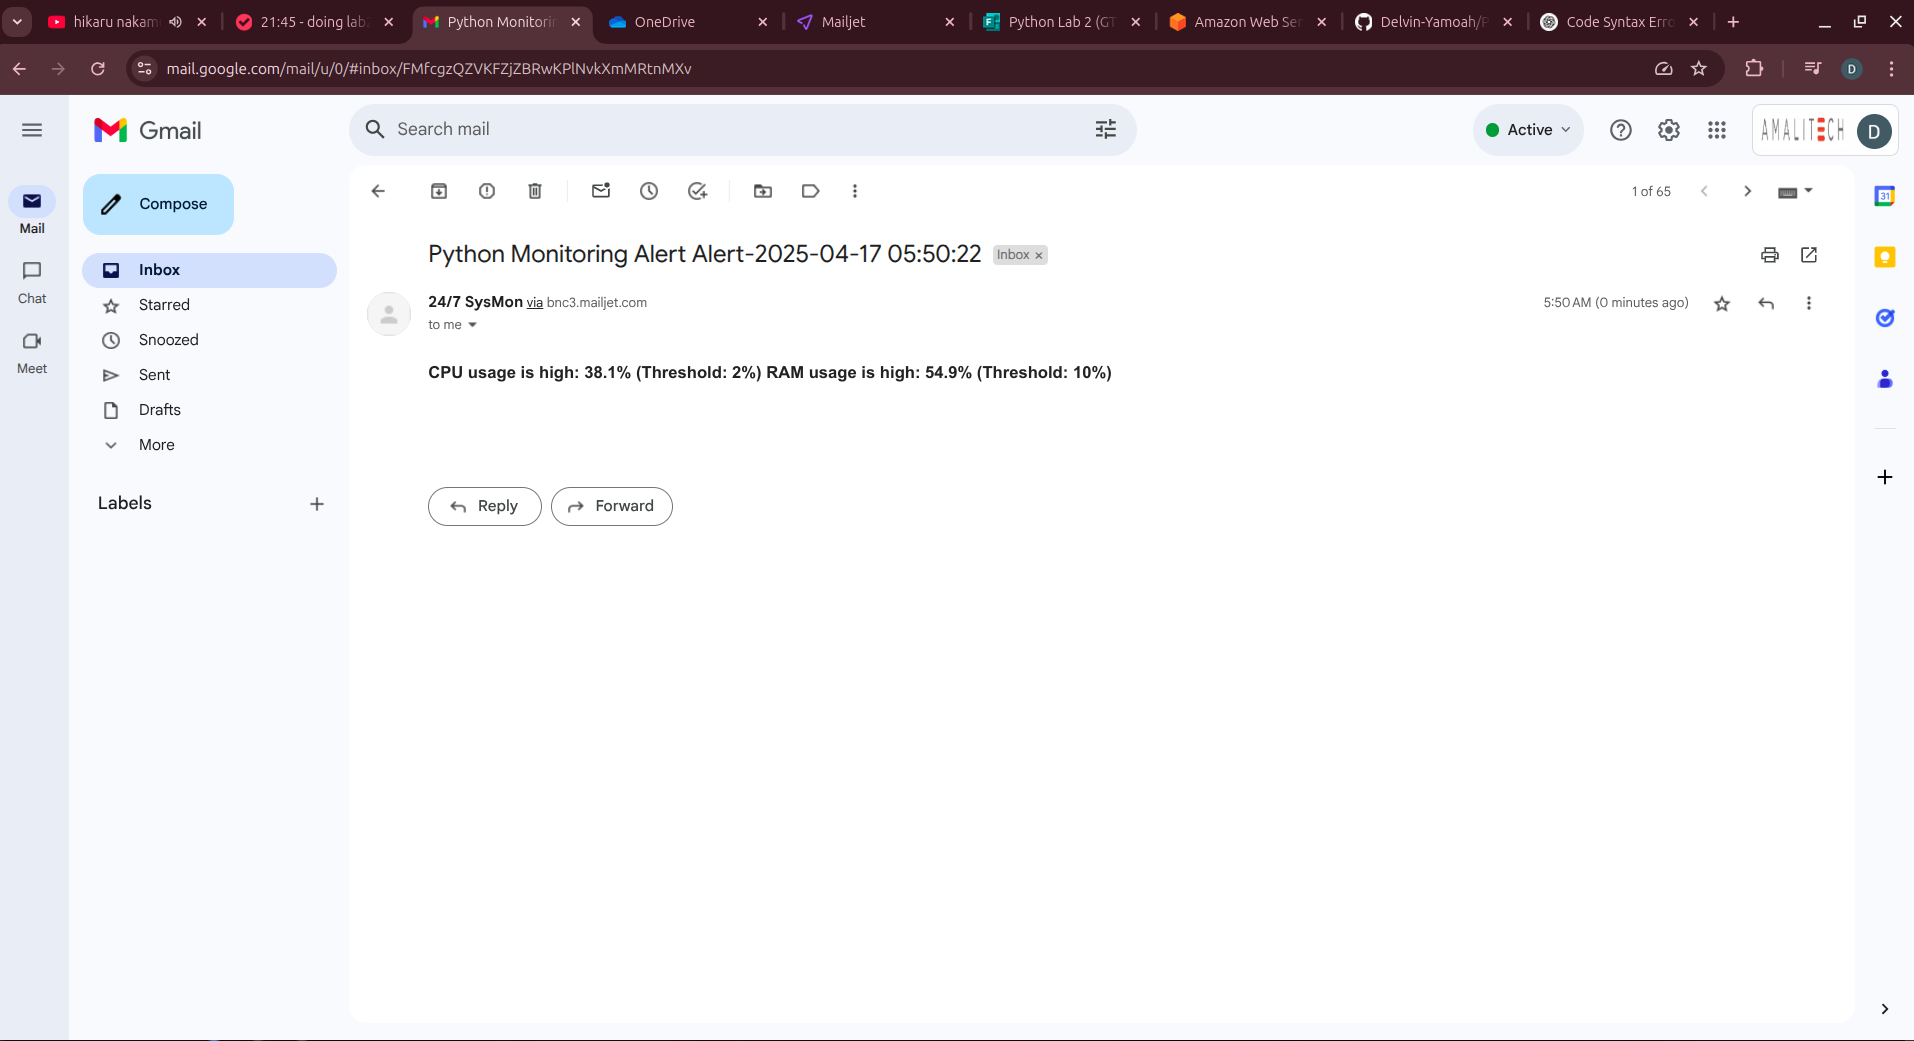 hikaru nakam
21:45 - doing lab
Python Monitorin
OneDrive
Mailjet
Python Lab 2 (GT
Amazon Web Ser
Delvin-Yamoah/P
Code Syntax Erro
mail.google.com/mail/u/0/#inbox/FMfcgzQZVKFZjZBRwKPlNvkXmMRtnMXv
D
Gmail
Search mail
Active
AMALITECH
D
Mail
Chat
Meet
Compose
Inbox
Starred
Snoozed
Sent
Drafts
More
Labels
1 of 65
Python Monitoring Alert Alert-2025-04-17 05:50:22 Inbox
24/7 SysMon via bnc3.mailjet.com
5:50 AM (0 minutes ago)
to me
CPU usage is high: 38.1% (Threshold: 2%) RAM usage is high: 54.9% (Threshold: 10%)
Reply
Forward
31